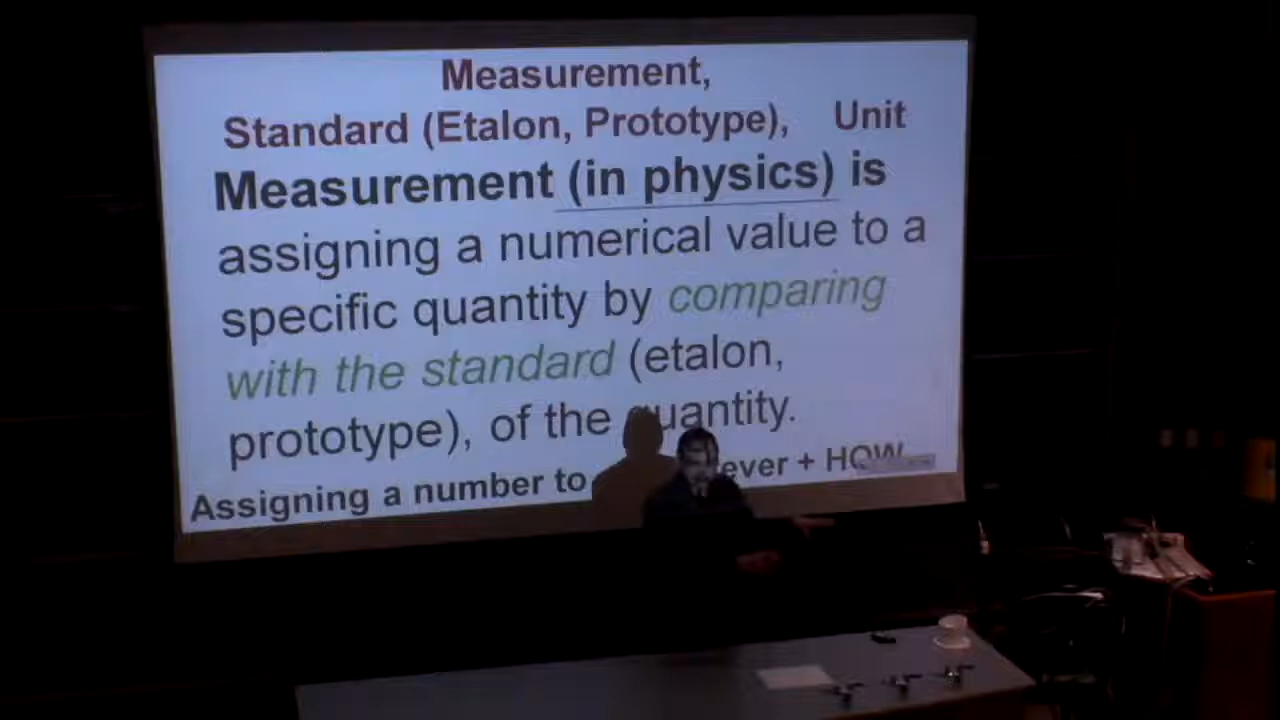 Measurement,
Standard (Etalon, Prototype), Unit
Measurement (in physics) is
assigning a numerical value to a
specific quantity by comparing
with the standard (etalon,
prototype), of the quantity.
Assigning a number to ever + HOW